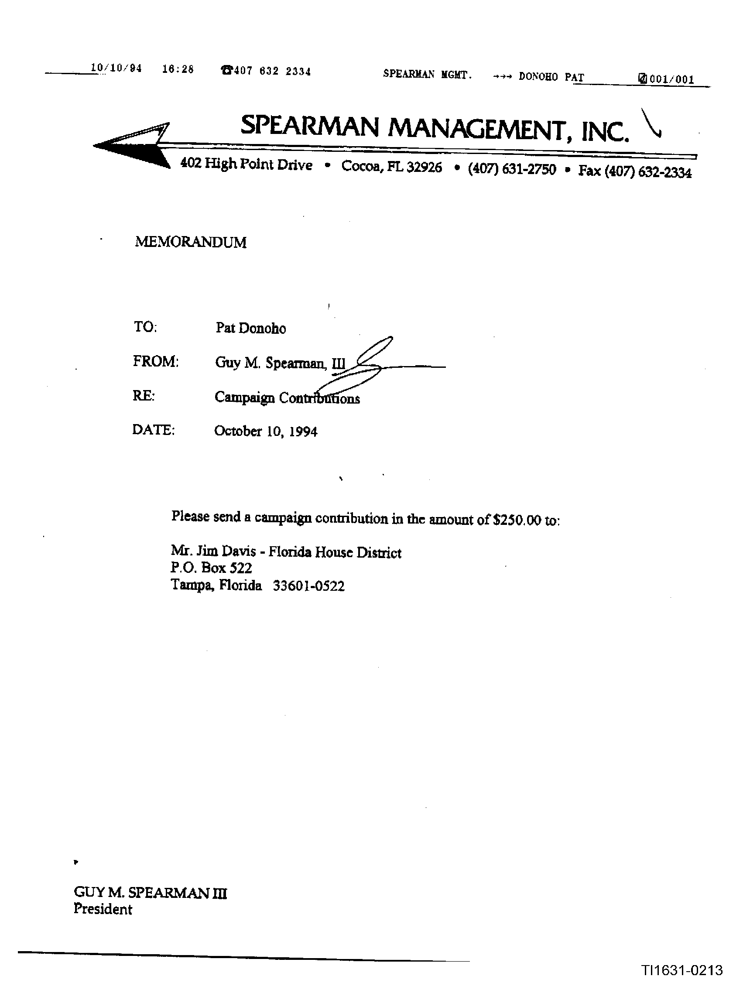 10/10/94 16:28 ☎407 632 2334 SPEARMAN MGMT. →→→ DONOHO PAT 001/001
SPEARMAN MANAGEMENT, INC.
402 High Point Drive • Cocoa, FL 32926 • (407) 631-2750 • Fax (407) 632-2334
MEMORANDUM
TO: Pat Donoho
FROM: Guy M. Spearman, III
RE: Campaign Contributions
DATE: October 10, 1994
Please send a campaign contribution in the amount of $250.00 to:
Mr. Jim Davis - Florida House District
P.O. Box 522
Tampa, Florida 33601-0522
GUY M. SPEARMAN III
President
TI1631-0213